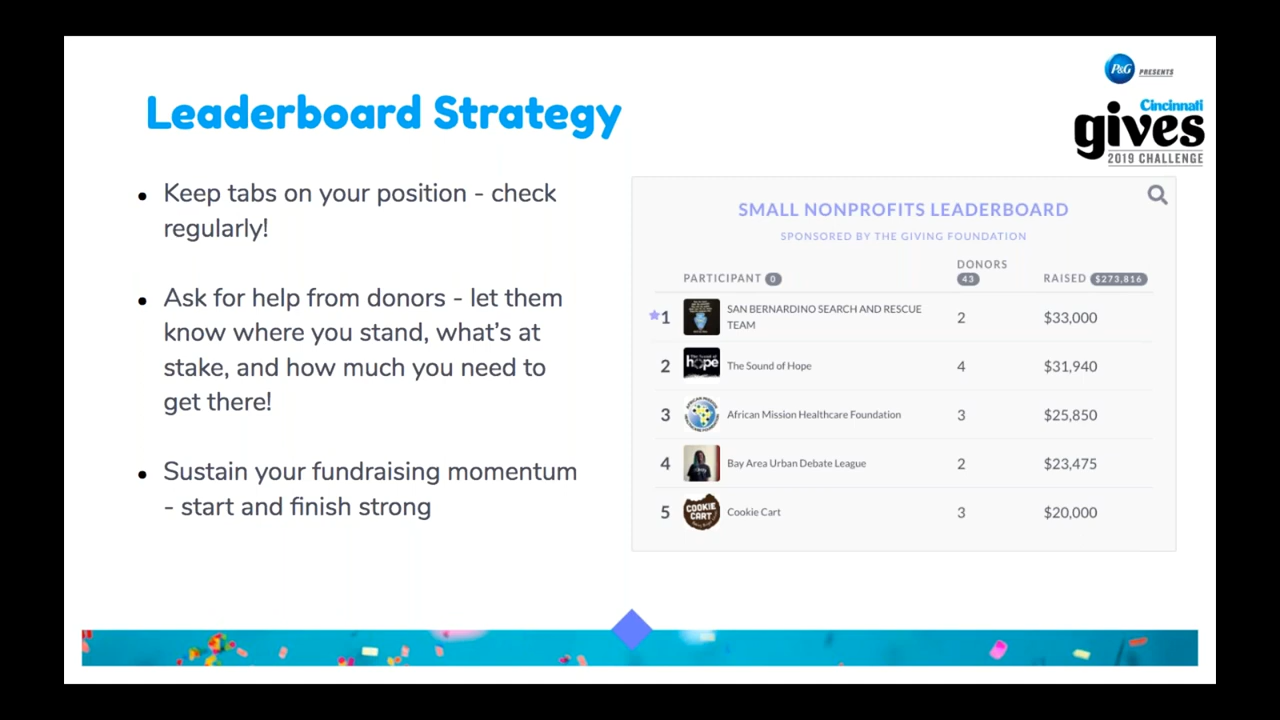 P&G PRESENTS
Cincinnati
gives
2019 CHALLENGE
Leaderboard Strategy
• Keep tabs on your position - check
regularly!
• Ask for help from donors - let them
know where you stand, what's at
stake, and how much you need to
get there!
• Sustain your fundraising momentum
- start and finish strong
SMALL NONPROFITS LEADERBOARD
SPONSORED BY THE GIVING FOUNDATION
PARTICIPANT 0 DONORS 43 RAISED $273,816
1 SAN BERNARDINO SEARCH AND RESCUE TEAM 2 $33,000
2 hope The Sound of Hope 4 $31,940
3 African Mission Healthcare Foundation 3 $25,850
4 Bay Area Urban Debate League 2 $23,475
5 COOKIE CART Cookie Cart 3 $20,000